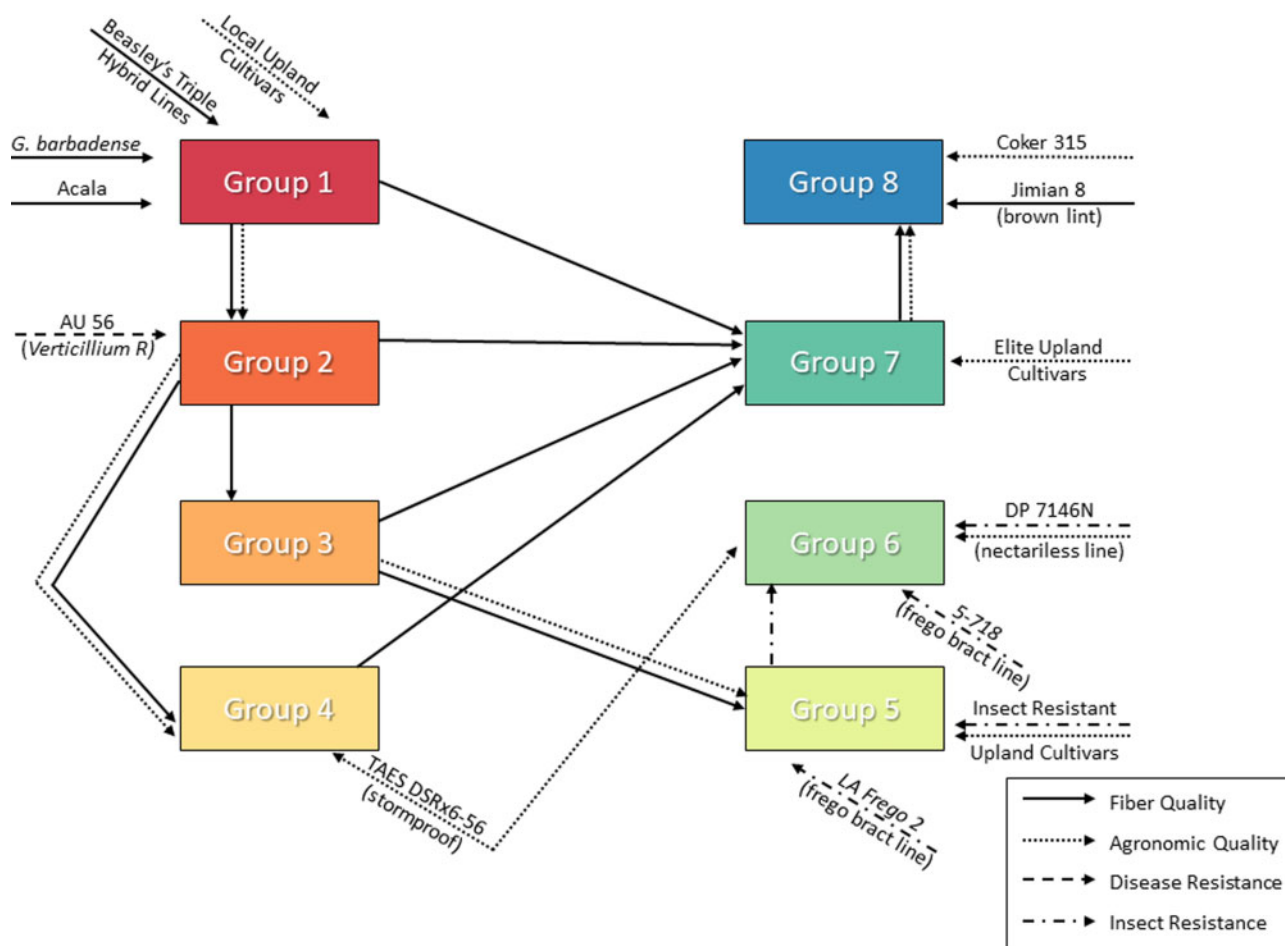 Beasley's Triple
Hybrid Lines
Local Upland
Cultivars
G. barbadense
Acala
Group 1
Group 8
Coker 315
Jimian 8
(brown lint)
AU 56
(Verticillium R)
Group 2
Group 7
Elite Upland
Cultivars
Group 3
Group 6
DP 7146N
(nectariless line)
5-718
(frego bract line)
Group 4
Group 5
Insect Resistant
Upland Cultivars
TAES DSRx6-56
(stormproof)
LA Frego 2
(frego bract line)
Fiber Quality
Agronomic Quality
Disease Resistance
Insect Resistance